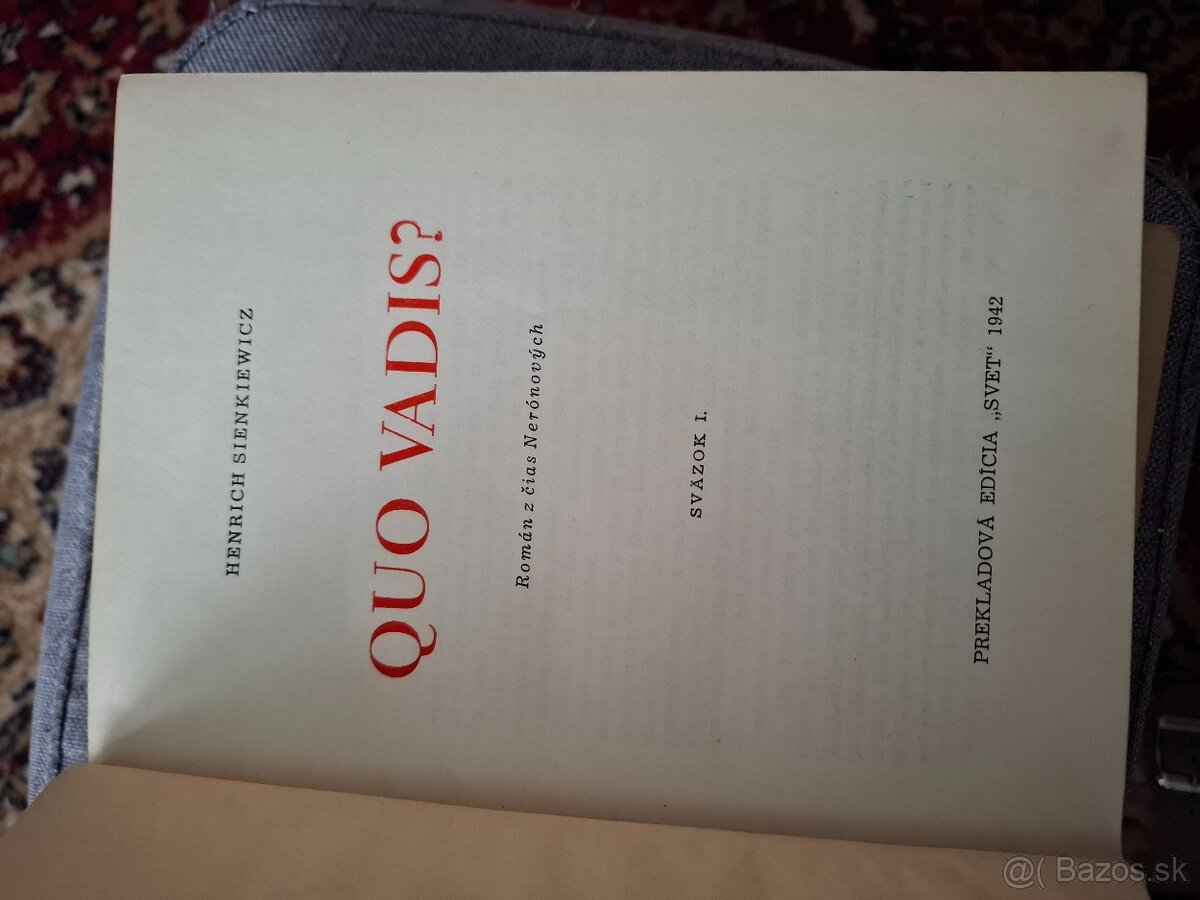 HENRICH SIENKIEWICZ
QUO VADIS?
Román z čias Nerónových
SVÄZOK I.
PREKLADOVÁ EDÍCIA „SVET“ 1942
@( Bazos.sk